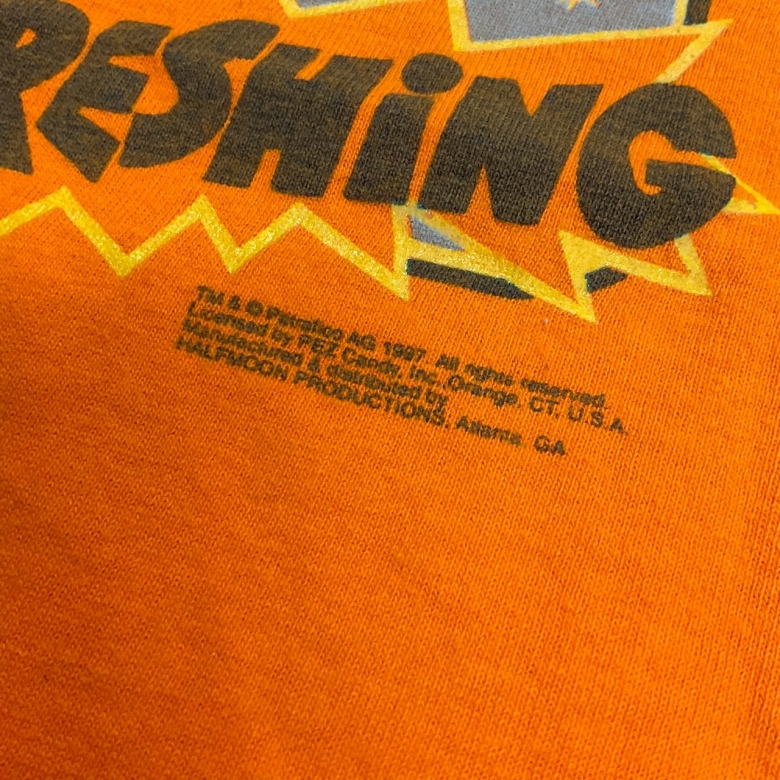 RESHiNG
TM & © Patrafico AG 1997. All rights reserved.
Licensed by PEZ Candy, Inc. Orange, CT. U.S.A.
Manufactured & distributed by
HALFMOON PRODUCTIONS, Atlanta, GA